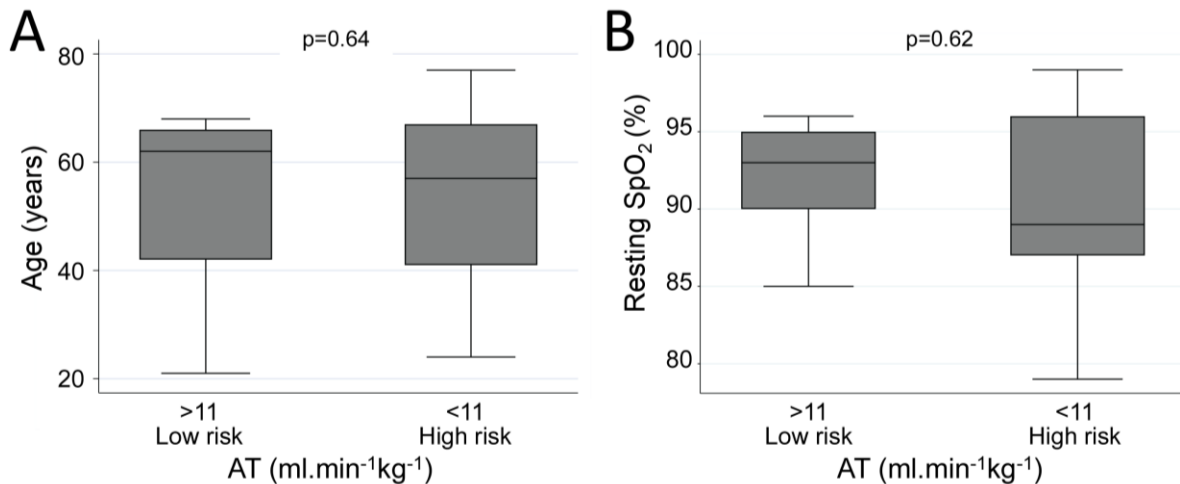 A
p=0.64
Age (years)
80
60
40
20
>11
<11
Low risk
High risk
AT (ml.min⁻¹kg⁻¹)
B
p=0.62
Resting SpO₂ (%)
100
95
90
85
80
>11
<11
Low risk
High risk
AT (ml.min⁻¹kg⁻¹)